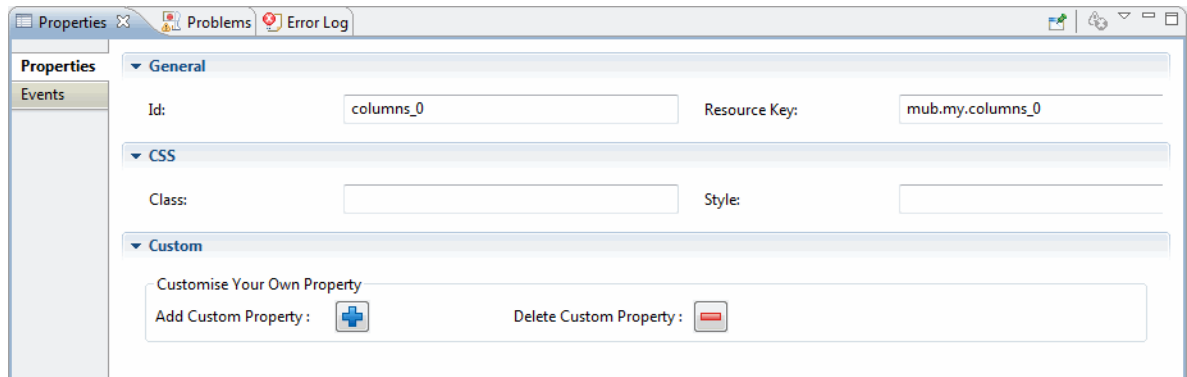 Properties Problems Error Log
Properties
General
Events
Id: columns_0 Resource Key: mub.my.columns_0
CSS
Class: Style:
Custom
Customise Your Own Property
Add Custom Property : Delete Custom Property :